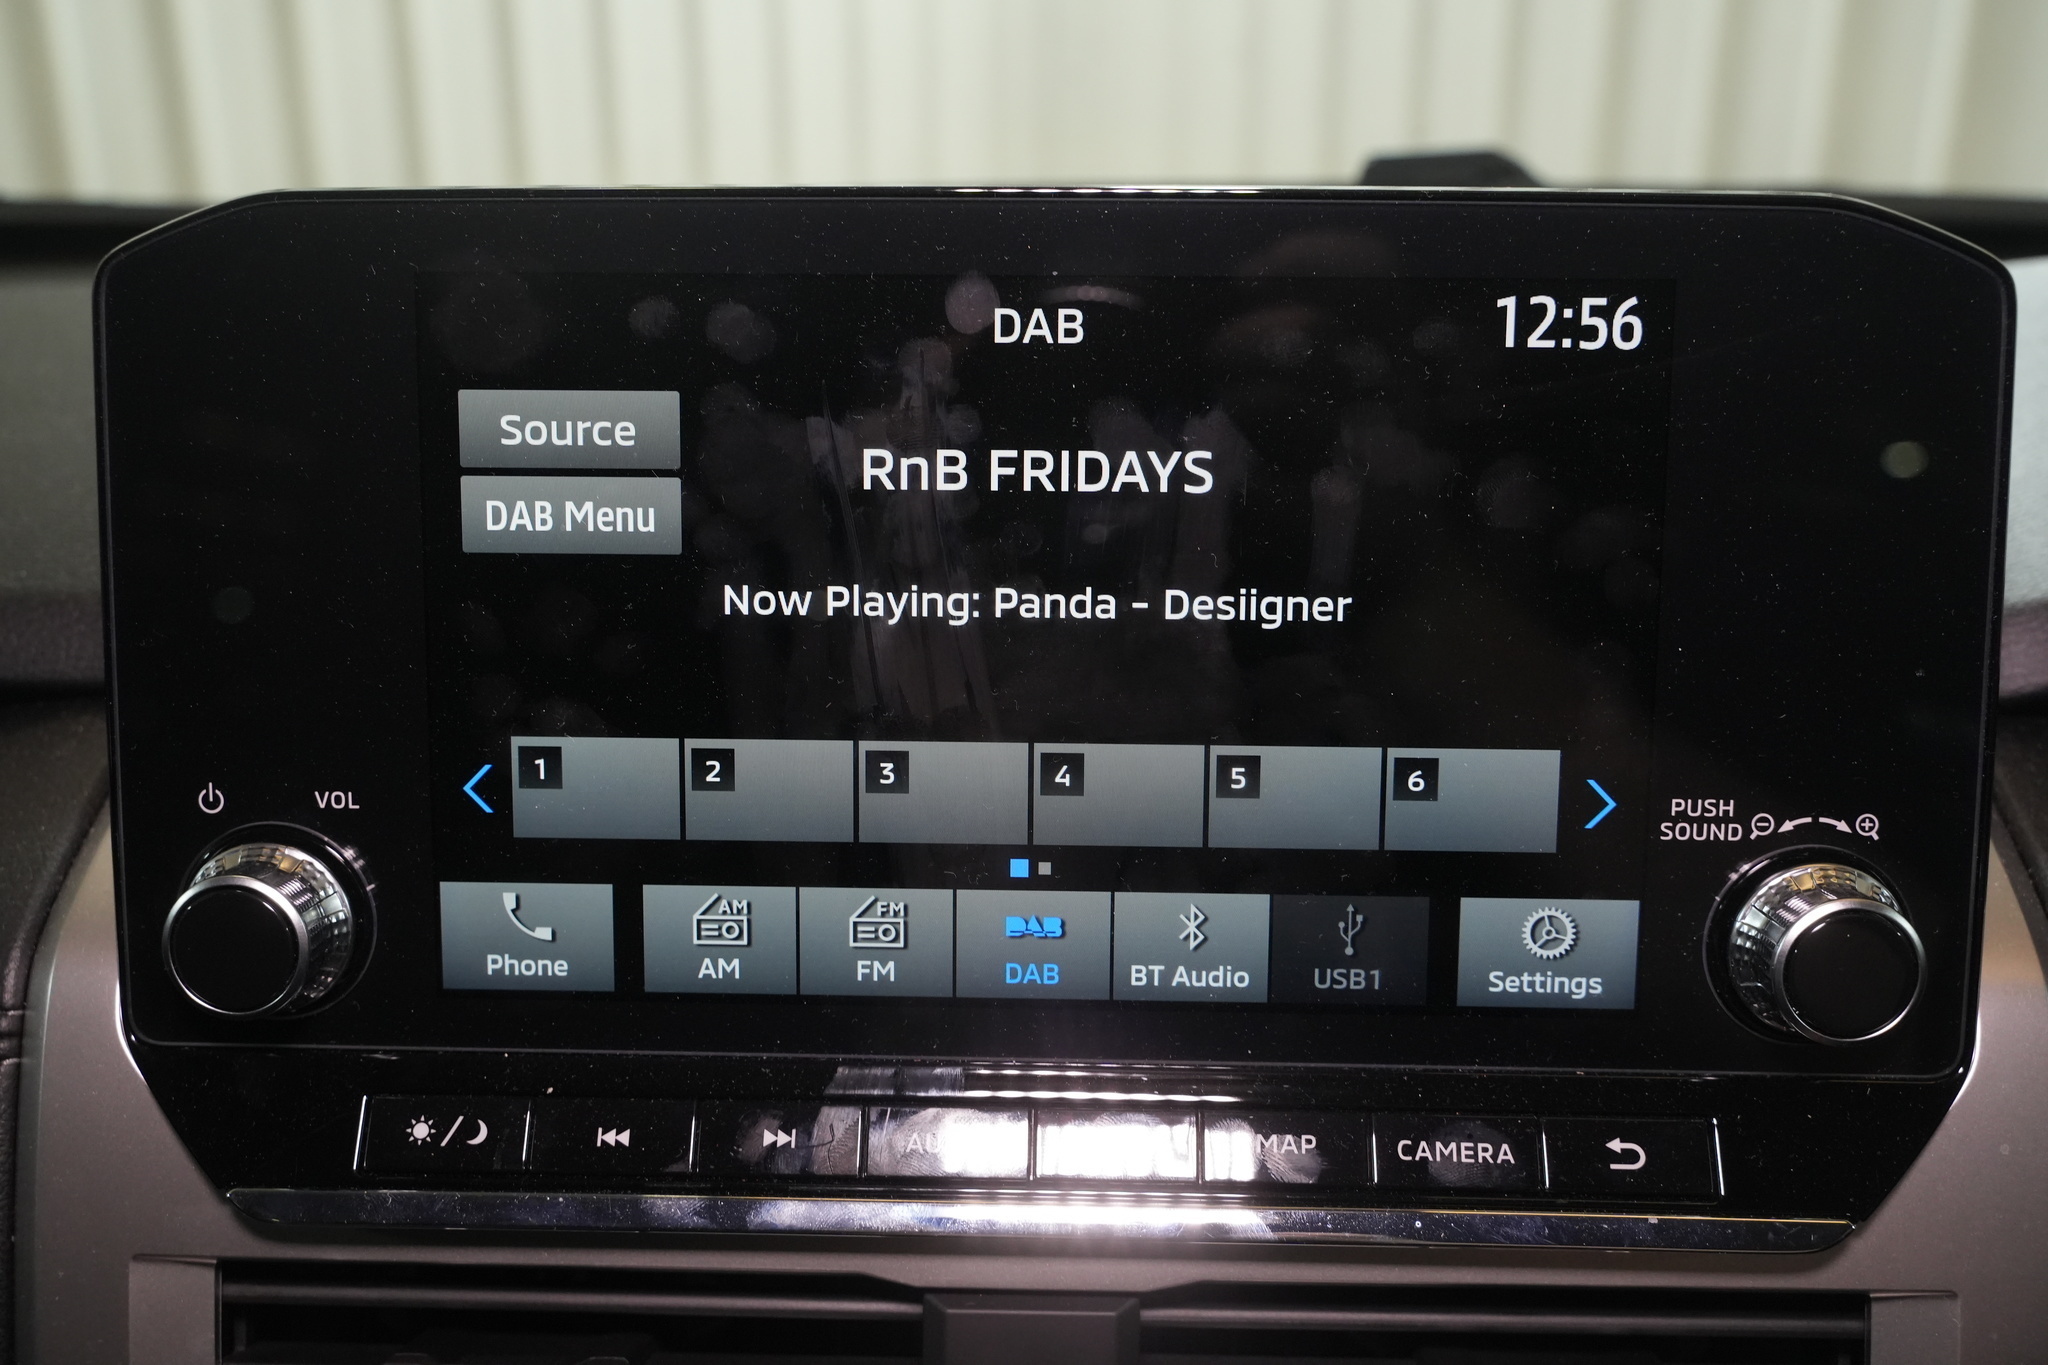 DAB
12:56
Source
DAB Menu
RnB FRIDAYS
Now Playing: Panda - Desiigner
1 2 3 4 5 6
VOL
PUSH
SOUND
AM FM DAB
Phone AM FM DAB BT Audio USB1 Settings
MAP CAMERA